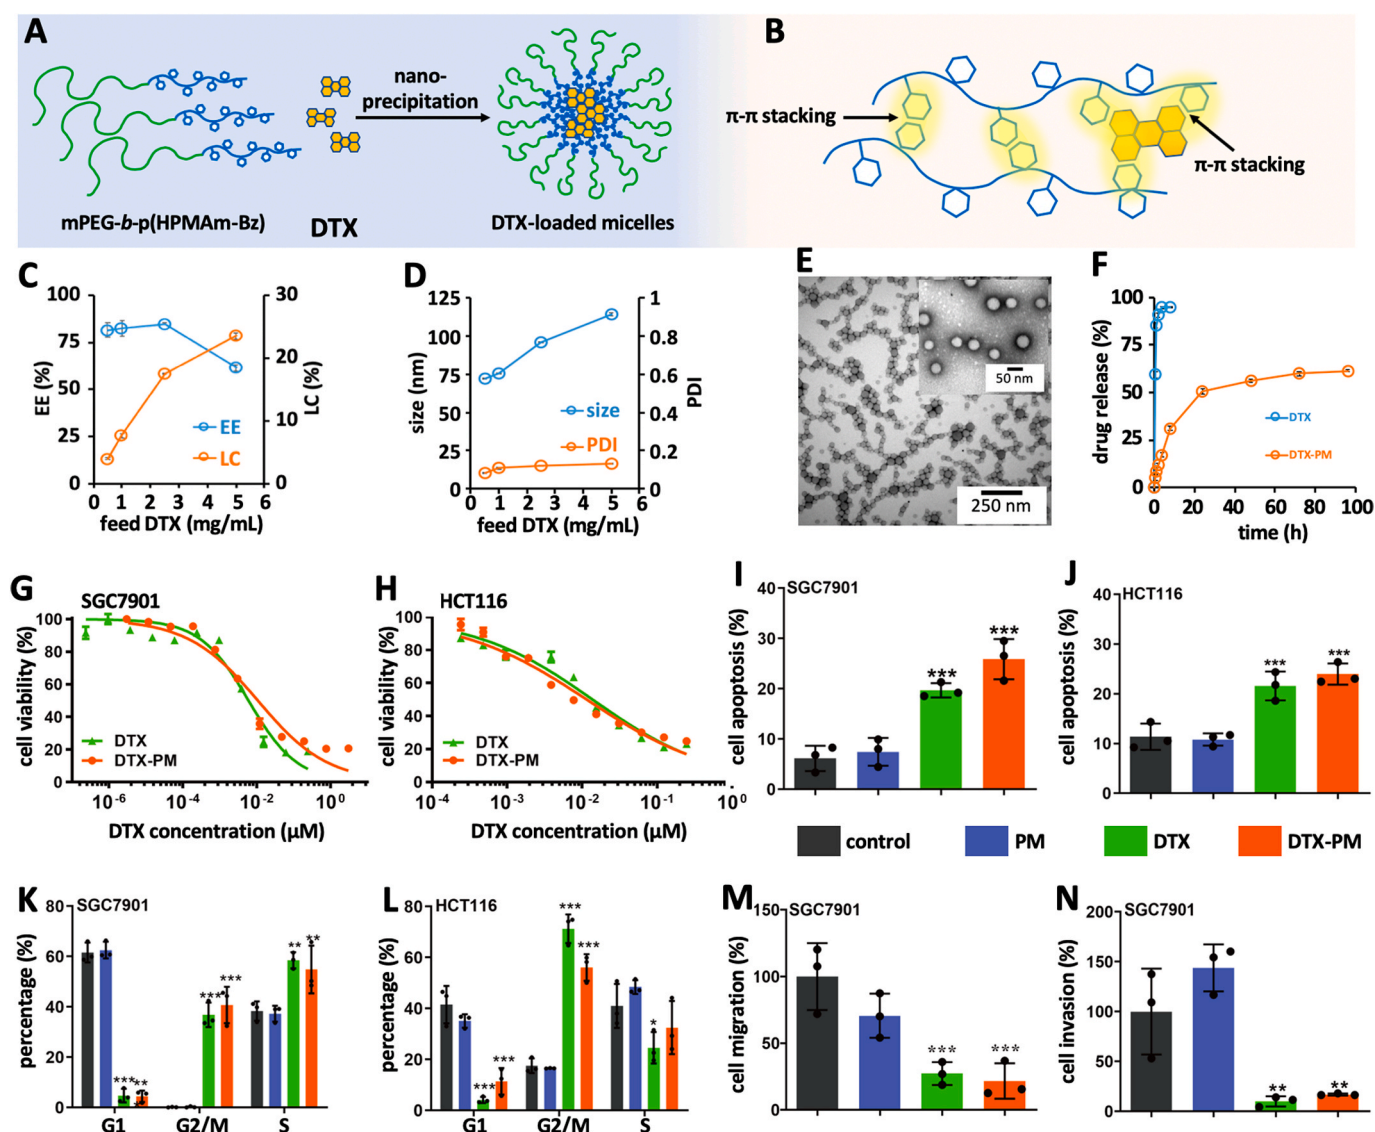 A
B
nano-
precipitation
π-π stacking
π-π stacking
mPEG-b-p(HPMAm-Bz)
DTX
DTX-loaded micelles
C
100
75
50
25
0
EE (%)
30
20
10
0
LC (%)
EE
LC
0 1 2 3 4 5 6
feed DTX (mg/mL)
D
125
100
75
50
25
0
size (nm)
1
0.8
0.6
0.4
0.2
0
PDI
size
PDI
0 1 2 3 4 5 6
feed DTX (mg/mL)
E
50 nm
250 nm
F
100
75
50
25
0
drug release (%)
DTX
DTX-PM
0 20 40 60 80 100
time (h)
G
SGC7901
100
80
60
40
20
0
cell viability (%)
DTX
DTX-PM
10-6 10-4 10-2 100
DTX concentration (μM)
H
HCT116
100
80
60
40
20
0
cell viability (%)
DTX
DTX-PM
10-4 10-3 10-2 10-1 100
DTX concentration (μM)
I
SGC7901
40
30
20
10
0
cell apoptosis (%)
***
***
J
HCT116
40
30
20
10
0
cell apoptosis (%)
***
***
control PM DTX DTX-PM
K
SGC7901
80
60
40
20
0
percentage (%)
***
**
***
***
**
**
G1 G2/M S
L
HCT116
80
60
40
20
0
percentage (%)
***
***
***
***
*
G1 G2/M S
M
SGC7901
150
100
50
0
cell migration (%)
***
***
N
SGC7901
200
150
100
50
0
cell invasion (%)
**
**